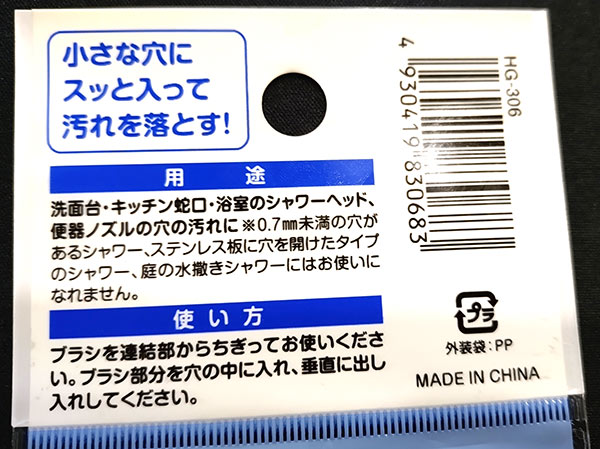 小さな穴に
スッと入って
汚れを落とす!
HG-306
4 930419 830683
用途
洗面台・キッチン蛇口・浴室のシャワーヘッド、
便器ノズルの穴の汚れに ※0.7mm未満の穴が
あるシャワー、ステンレス板に穴を開けたタイプ
のシャワー、庭の水撒きシャワーにはお使いに
なれません。
使い方
ブラシを連結部からちぎってお使いくださ
い。ブラシ部分を穴の中に入れ、垂直に出し
入れしてください。
プラ
外装袋:PP
MADE IN CHINA